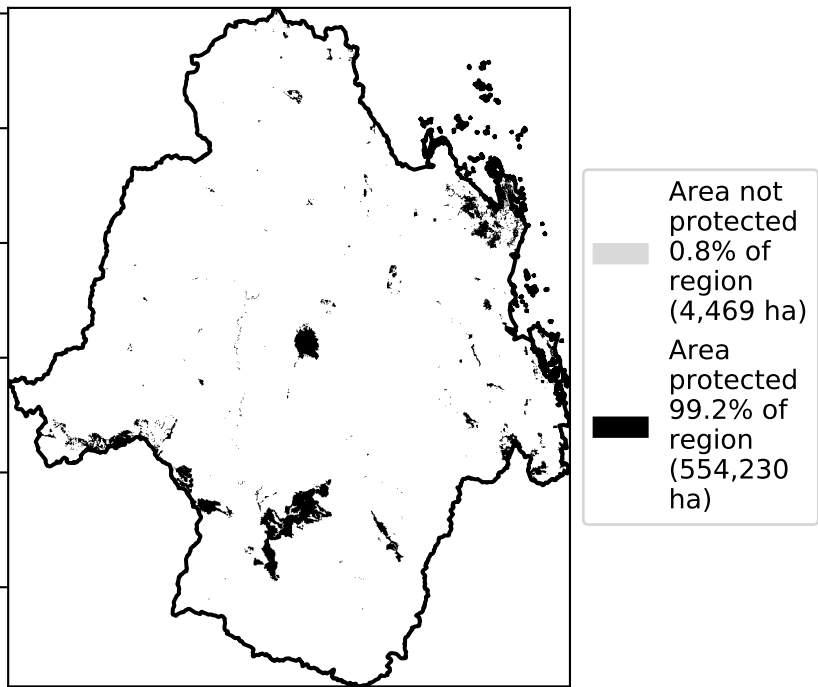 Area not
protected
0.8% of
region
(4,469 ha)
Area
protected
99.2% of
region
(554,230
ha)